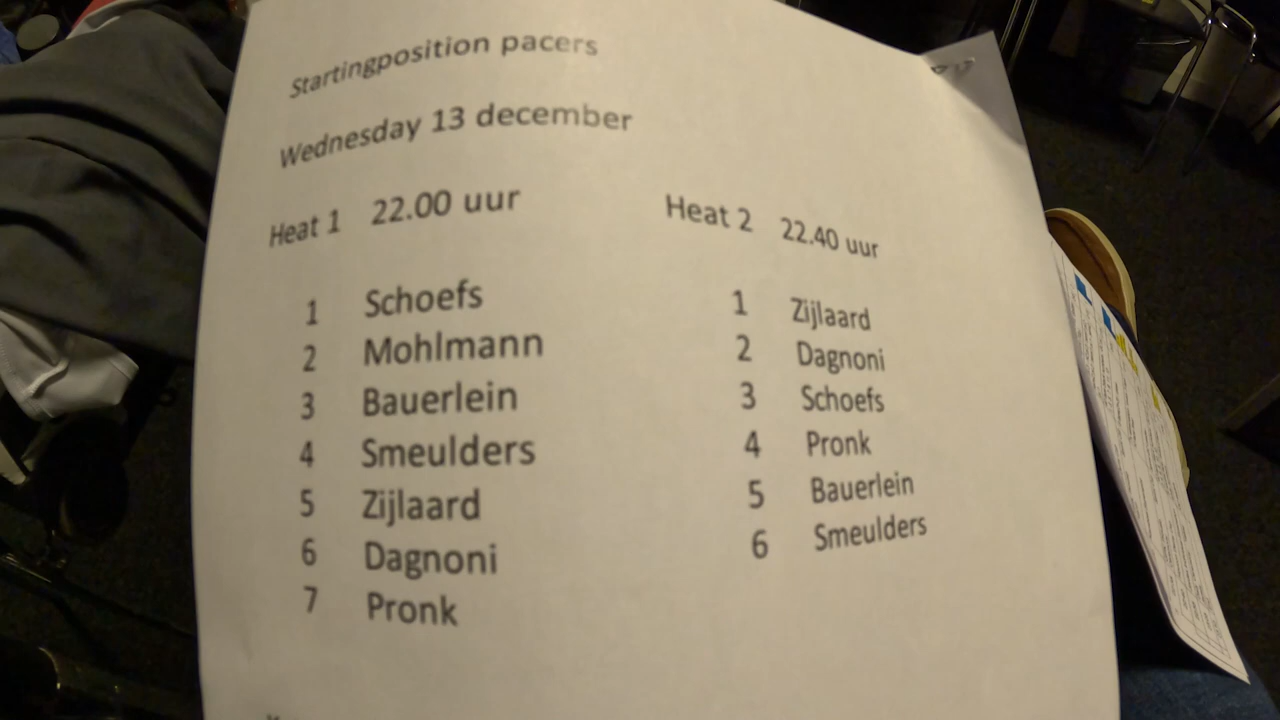 Startingposition pacers
Wednesday 13 december
Heat 1 22.00 uur
1 Schoefs
2 Mohlmann
3 Bauerlein
4 Smeulders
5 Zijlaard
6 Dagnoni
7 Pronk
Heat 2 22.40 uur
1 Zijlaard
2 Dagnoni
3 Schoefs
4 Pronk
5 Bauerlein
6 Smeulders